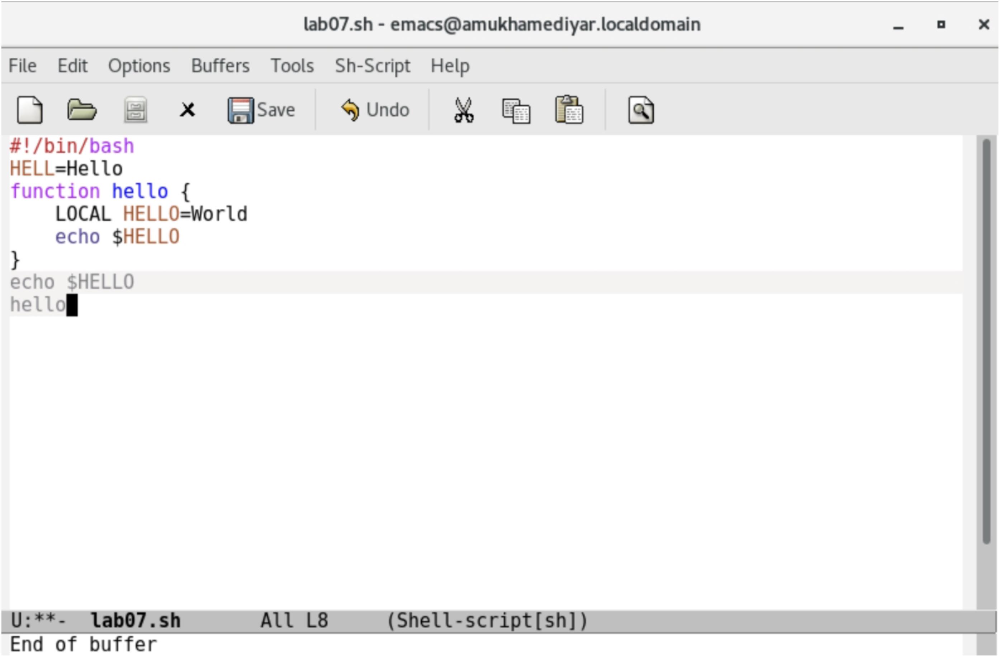 lab07.sh - emacs@amukhamediyar.localdomain
File Edit Options Buffers Tools Sh-Script Help
Save Undo
#!/bin/bash
HELL=Hello
function hello {
    LOCAL HELLO=World
    echo $HELLO
}
echo $HELLO
hello
U:**-  lab07.sh       All L8     (Shell-script[sh])
End of buffer